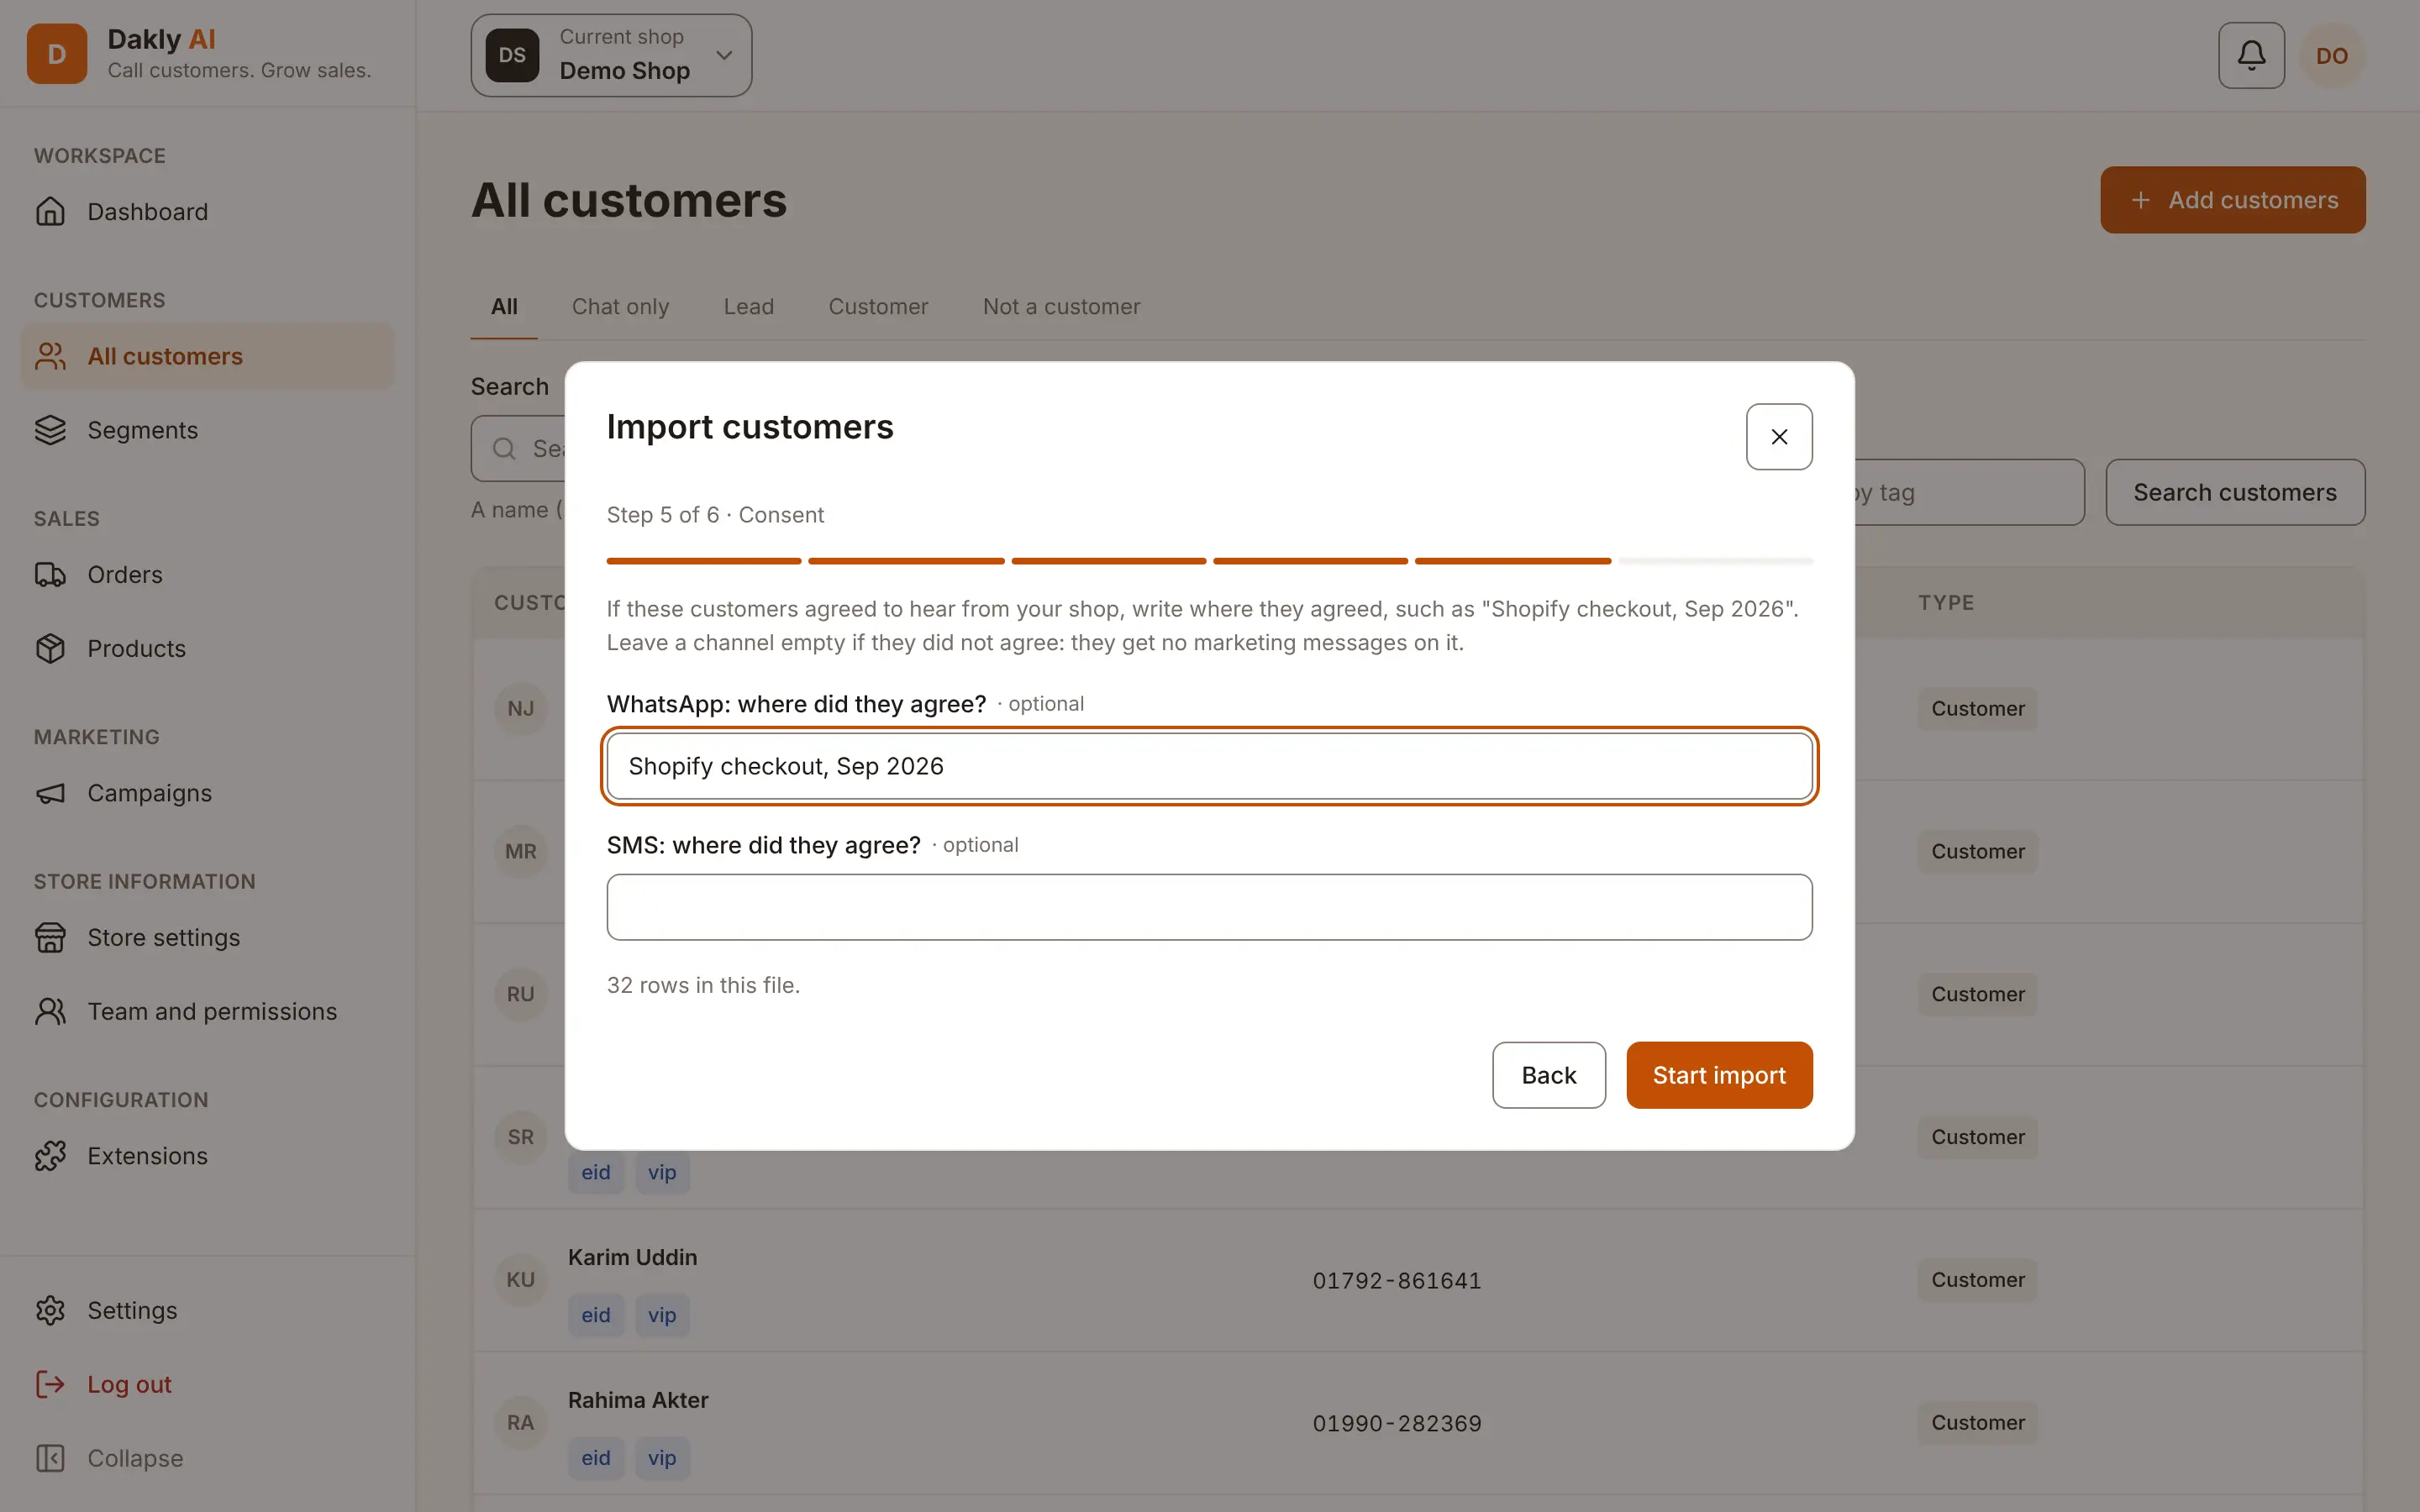 D
Dakly AI
Call customers. Grow sales.
DS
Current shop
Demo Shop
DO
WORKSPACE
Dashboard
CUSTOMERS
All customers
Segments
SALES
Orders
Products
MARKETING
Campaigns
STORE INFORMATION
Store settings
Team and permissions
CONFIGURATION
Extensions
Settings
Log out
Collapse
All customers
+ Add customers
All
Chat only
Lead
Customer
Not a customer
Search
A name (
by tag
Search customers
TYPE
Import customers
Step 5 of 6 · Consent
If these customers agreed to hear from your shop, write where they agreed, such as "Shopify checkout, Sep 2026".
Leave a channel empty if they did not agree: they get no marketing messages on it.
WhatsApp: where did they agree? · optional
Shopify checkout, Sep 2026
SMS: where did they agree? · optional
32 rows in this file.
Back
Start import
NJ
Customer
MR
Customer
RU
Customer
SR
eid vip
Customer
KU
Karim Uddin
eid vip
01792-861641
Customer
RA
Rahima Akter
eid vip
01990-282369
Customer